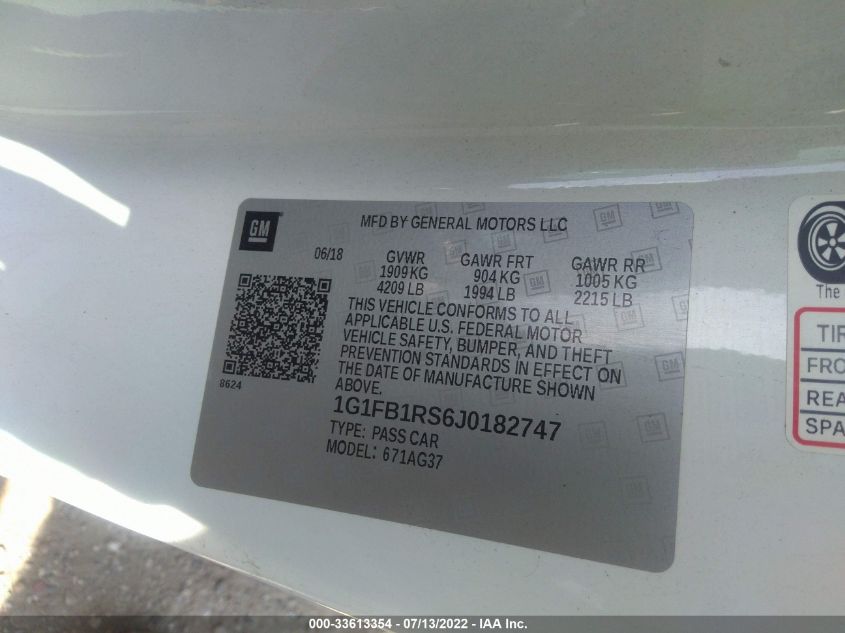 GM
MFD BY GENERAL MOTORS LLC
06/18
GVWR
1909 KG
4209 LB
GAWR FRT
904 KG
1994 LB
GAWR RR
1005 KG
2215 LB
THIS VEHICLE CONFORMS TO ALL
APPLICABLE U.S. FEDERAL MOTOR
VEHICLE SAFETY, BUMPER, AND THEFT
PREVENTION STANDARDS IN EFFECT ON
THE DATE OF MANUFACTURE SHOWN
ABOVE.
8624
1G1FB1RS6J0182747
TYPE: PASS CAR
MODEL: 671AG37
The
TIR
FRO
REA
SPA
000-33613354 - 07/13/2022 - IAA Inc.